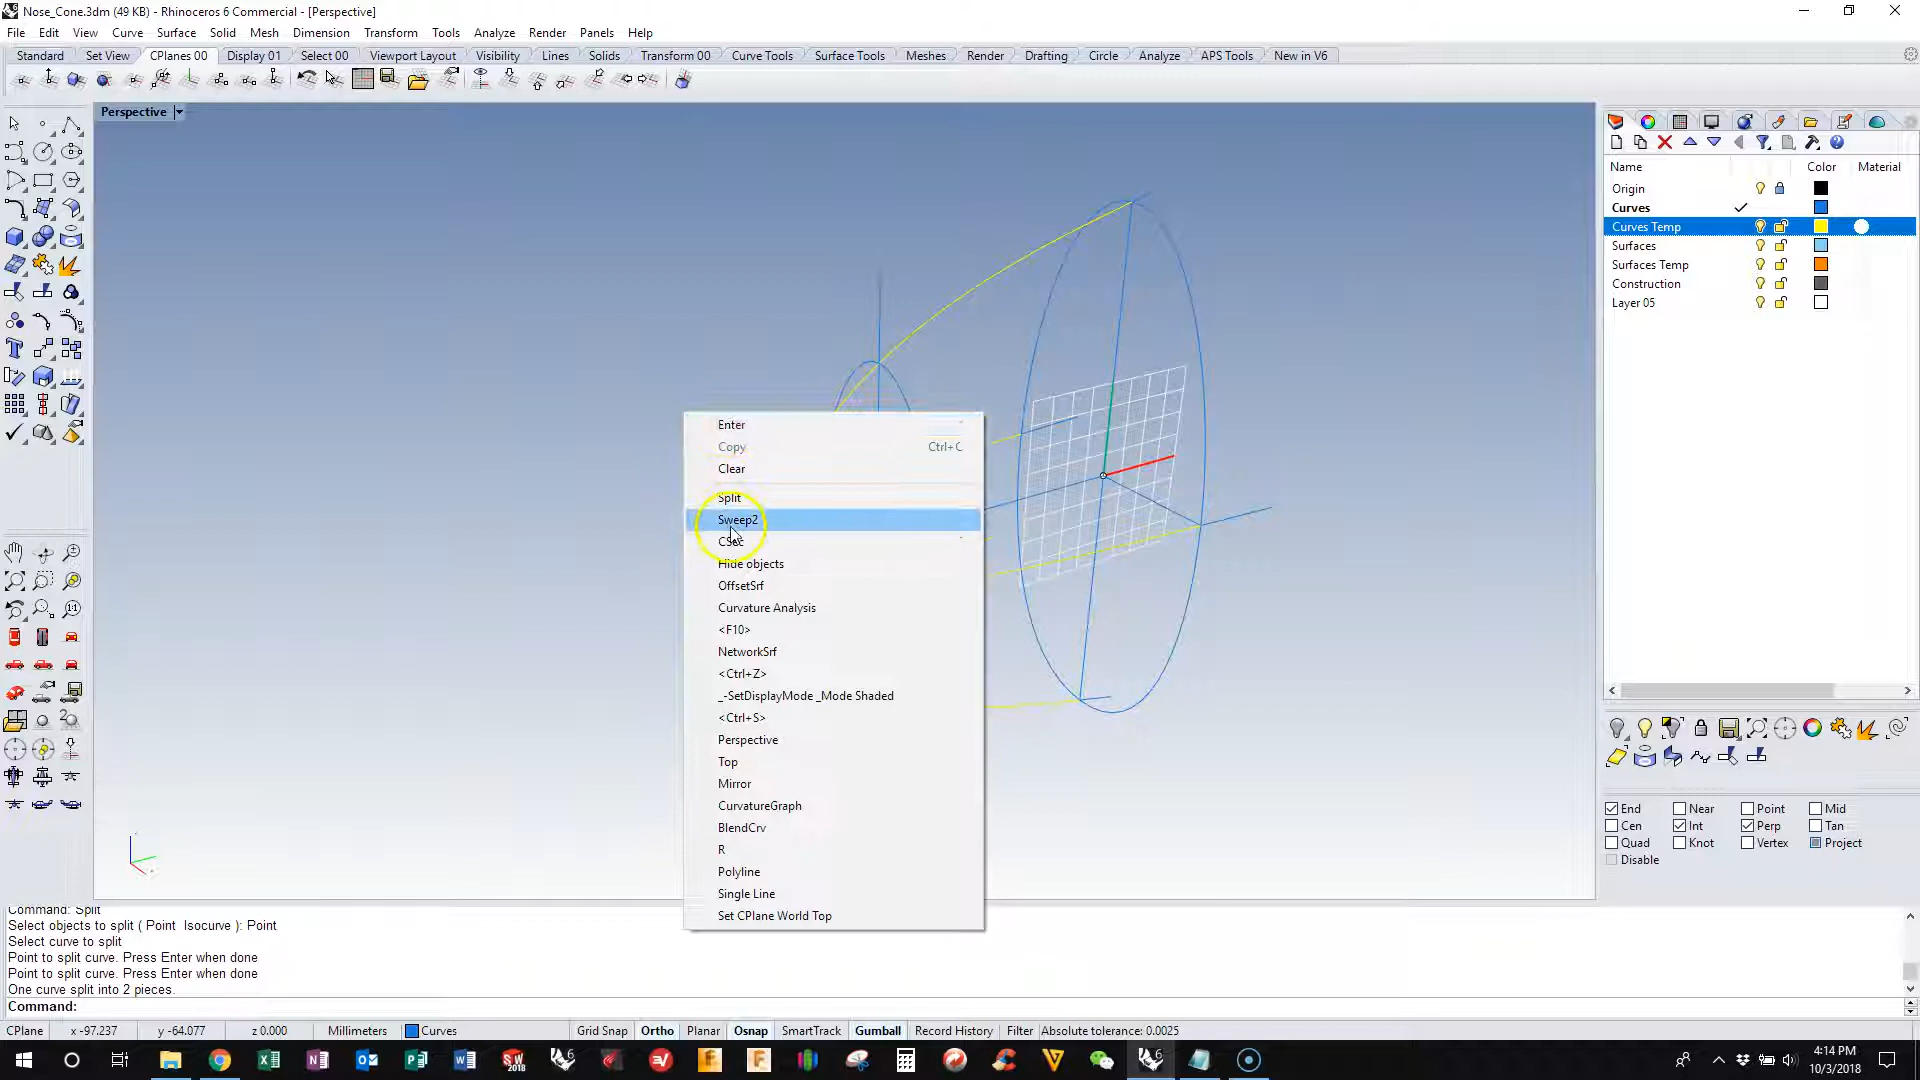 Nose_Cone.3dm (49 KB) - Rhinoceros 6 Commercial - [Perspective]
File Edit View Curve Surface Solid Mesh Dimension Transform Tools Analyze Render Panels Help
Standard Set View CPlanes 00 Display 01 Select 00 Viewport Layout Visibility Lines Solids Transform 00 Curve Tools Surface Tools Meshes Render Drafting Circle Analyze APS Tools New in V6
Perspective
Name Color Material
Origin
Curves
Curves Temp
Surfaces
Surfaces Temp
Construction
Layer 05
Enter
Copy Ctrl+C
Clear
Split
Sweep2
CSec
Hide objects
OffsetSrf
Curvature Analysis
<F10>
NetworkSrf
<Ctrl+Z>
_-SetDisplayMode _Mode Shaded
<Ctrl+S>
Perspective
Top
Mirror
CurvatureGraph
BlendCrv
R
Polyline
Single Line
Set CPlane World Top
End Near Point Mid
Cen Int Perp Tan
Quad Knot Vertex Project
Disable
Command: Split
Select objects to split ( Point Isocurve ): Point
Select curve to split
Point to split curve. Press Enter when done
Point to split curve. Press Enter when done
One curve split into 2 pieces.
Command:
CPlane x -97.237 y -64.077 z 0.000 Millimeters Curves Grid Snap Ortho Planar Osnap SmartTrack Gumball Record History Filter Absolute tolerance: 0.0025
4:14 PM
10/3/2018